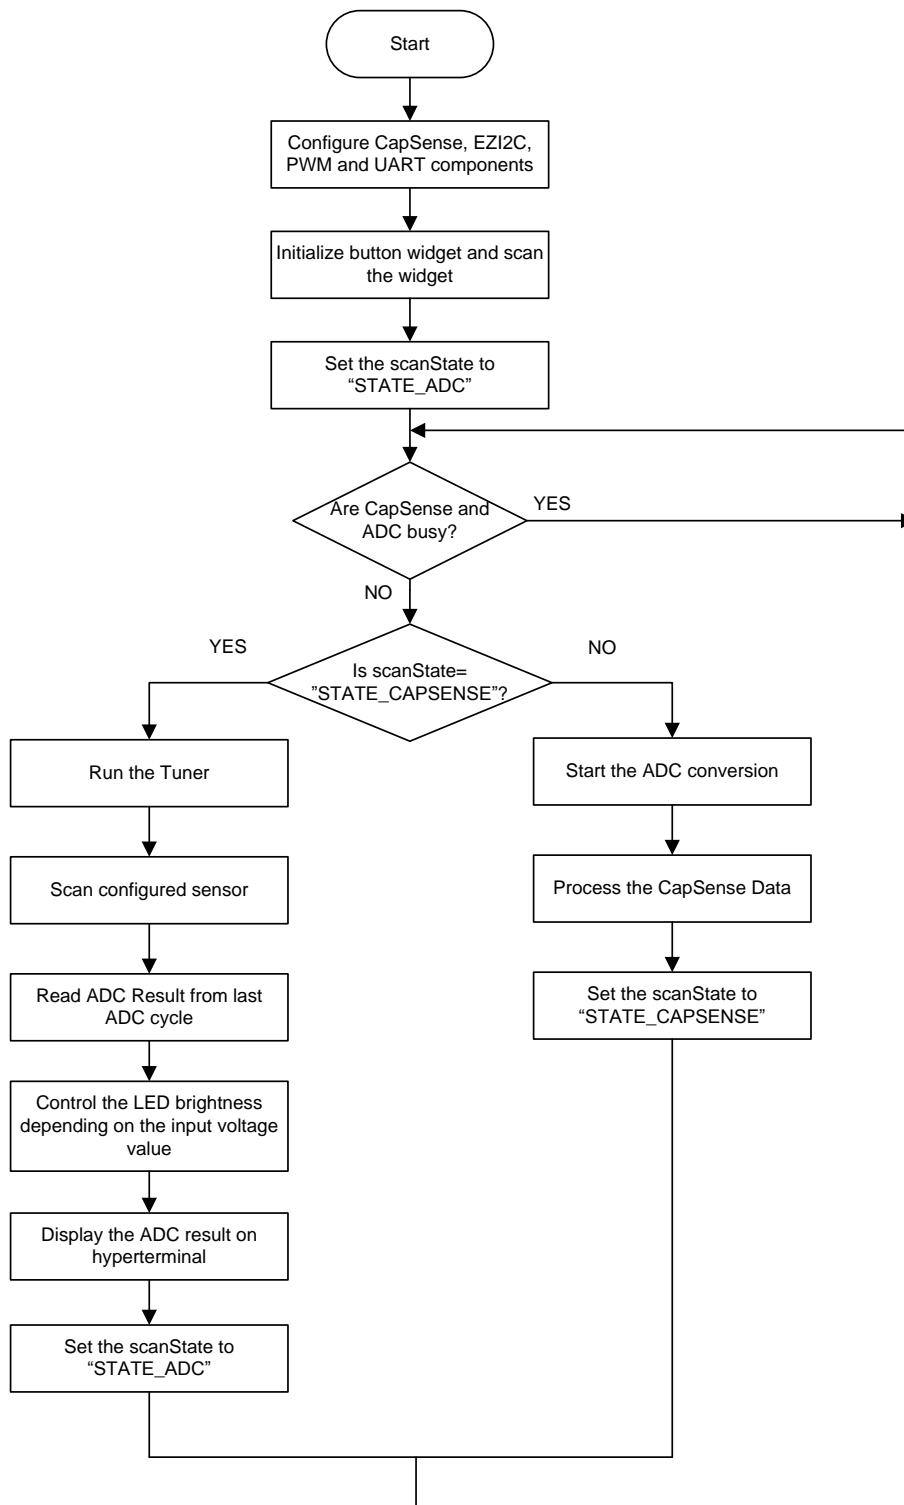 Start
Configure CapSense, EZI2C,
PWM and UART components
Initialize button widget and scan
the widget
Set the scanState to
“STATE_ADC”
Are CapSense and
ADC busy?
YES
NO
Is scanState=
”STATE_CAPSENSE”?
YES
NO
Run the Tuner
Scan configured sensor
Read ADC Result from last
ADC cycle
Control the LED brightness
depending on the input voltage
value
Display the ADC result on
hyperterminal
Set the scanState to
“STATE_ADC”
Start the ADC conversion
Process the CapSense Data
Set the scanState to
“STATE_CAPSENSE”